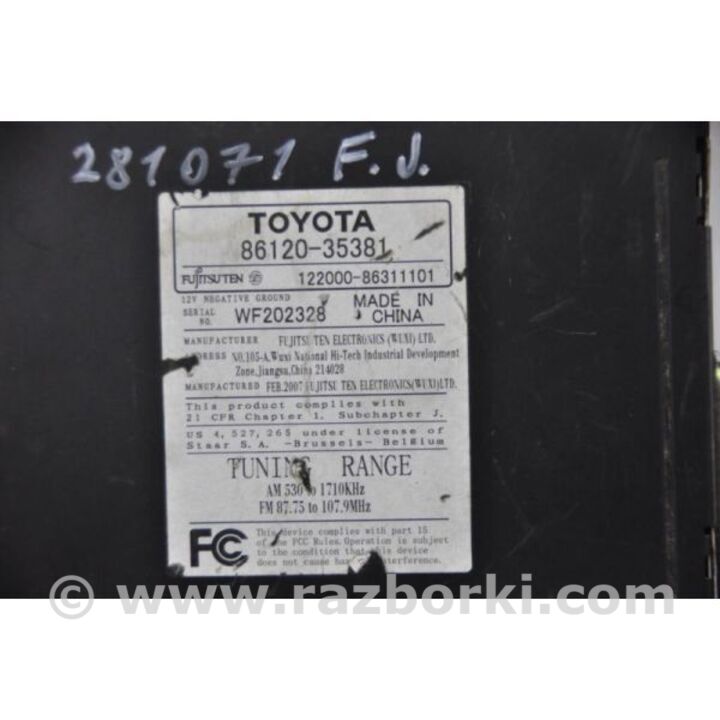 281071 F.J.
TOYOTA
86120-35381
FUJITSU TEN 122000-86311101
12V NEGATIVE GROUND
SERIAL NO. WF202328
MADE IN CHINA
MANUFACTURER FUJITSU TEN ELECTRONICS (WUXI) LTD.
ADDRESS NO.105-A,Wuxi National Hi-Tech Industrial Development
Zone,Jiangsu,China 214028
MANUFACTURED FEB.2007 FUJITSU TEN ELECTRONICS(WUXI)LTD.
This product complies with
21 CFR Chapter 1, Subchapter J.
US 4,527,265 under license of
Staar S.A. -Brussels- Belgium
TUNING RANGE
AM 530 to 1710KHz
FM 87.75 to 107.9MHz
FC
This device complies with part 15
of the FCC Rules. Operation is subject
to the condition that this device
does not cause harmful interference.
© www.razborki.com